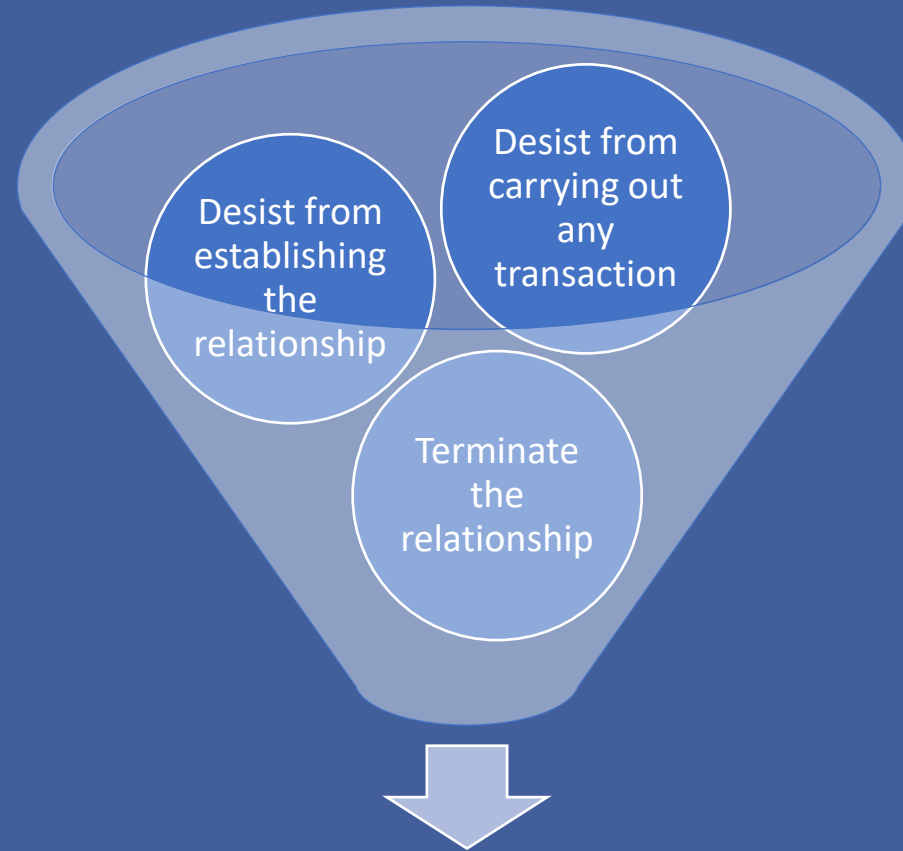 Desist from
establishing
the
relationship
Desist from
carrying out
any
transaction
Terminate
the
relationship